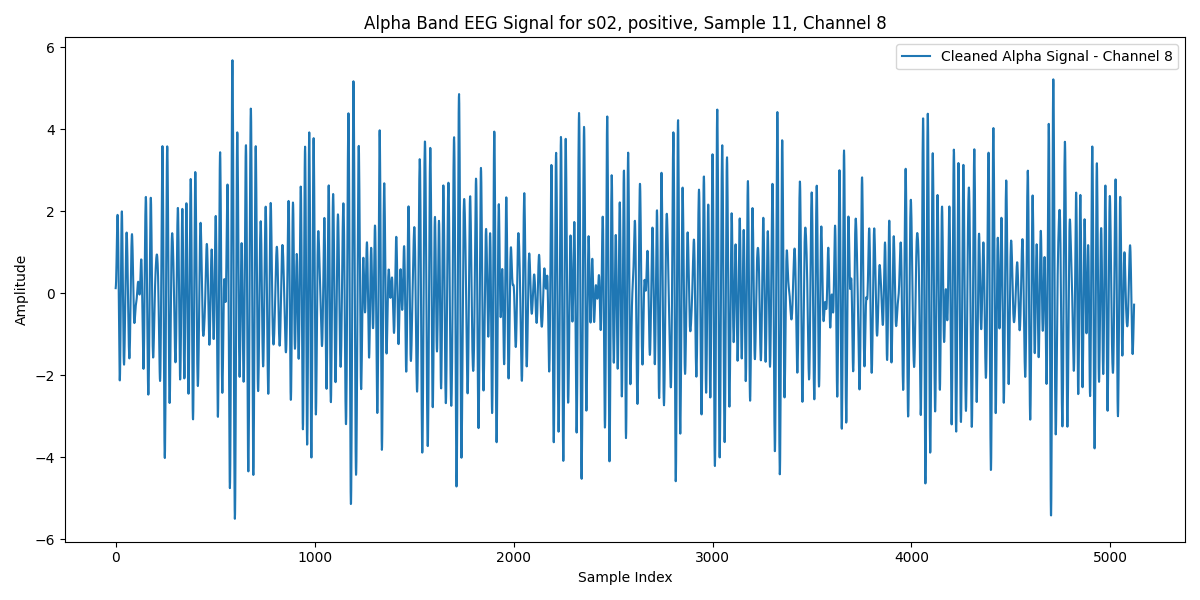 Alpha Band EEG Signal for s02, positive, Sample 11, Channel 8
Cleaned Alpha Signal - Channel 8
6
4
2
0
−2
−4
−6
Amplitude
0 1000 2000 3000 4000 5000
Sample Index